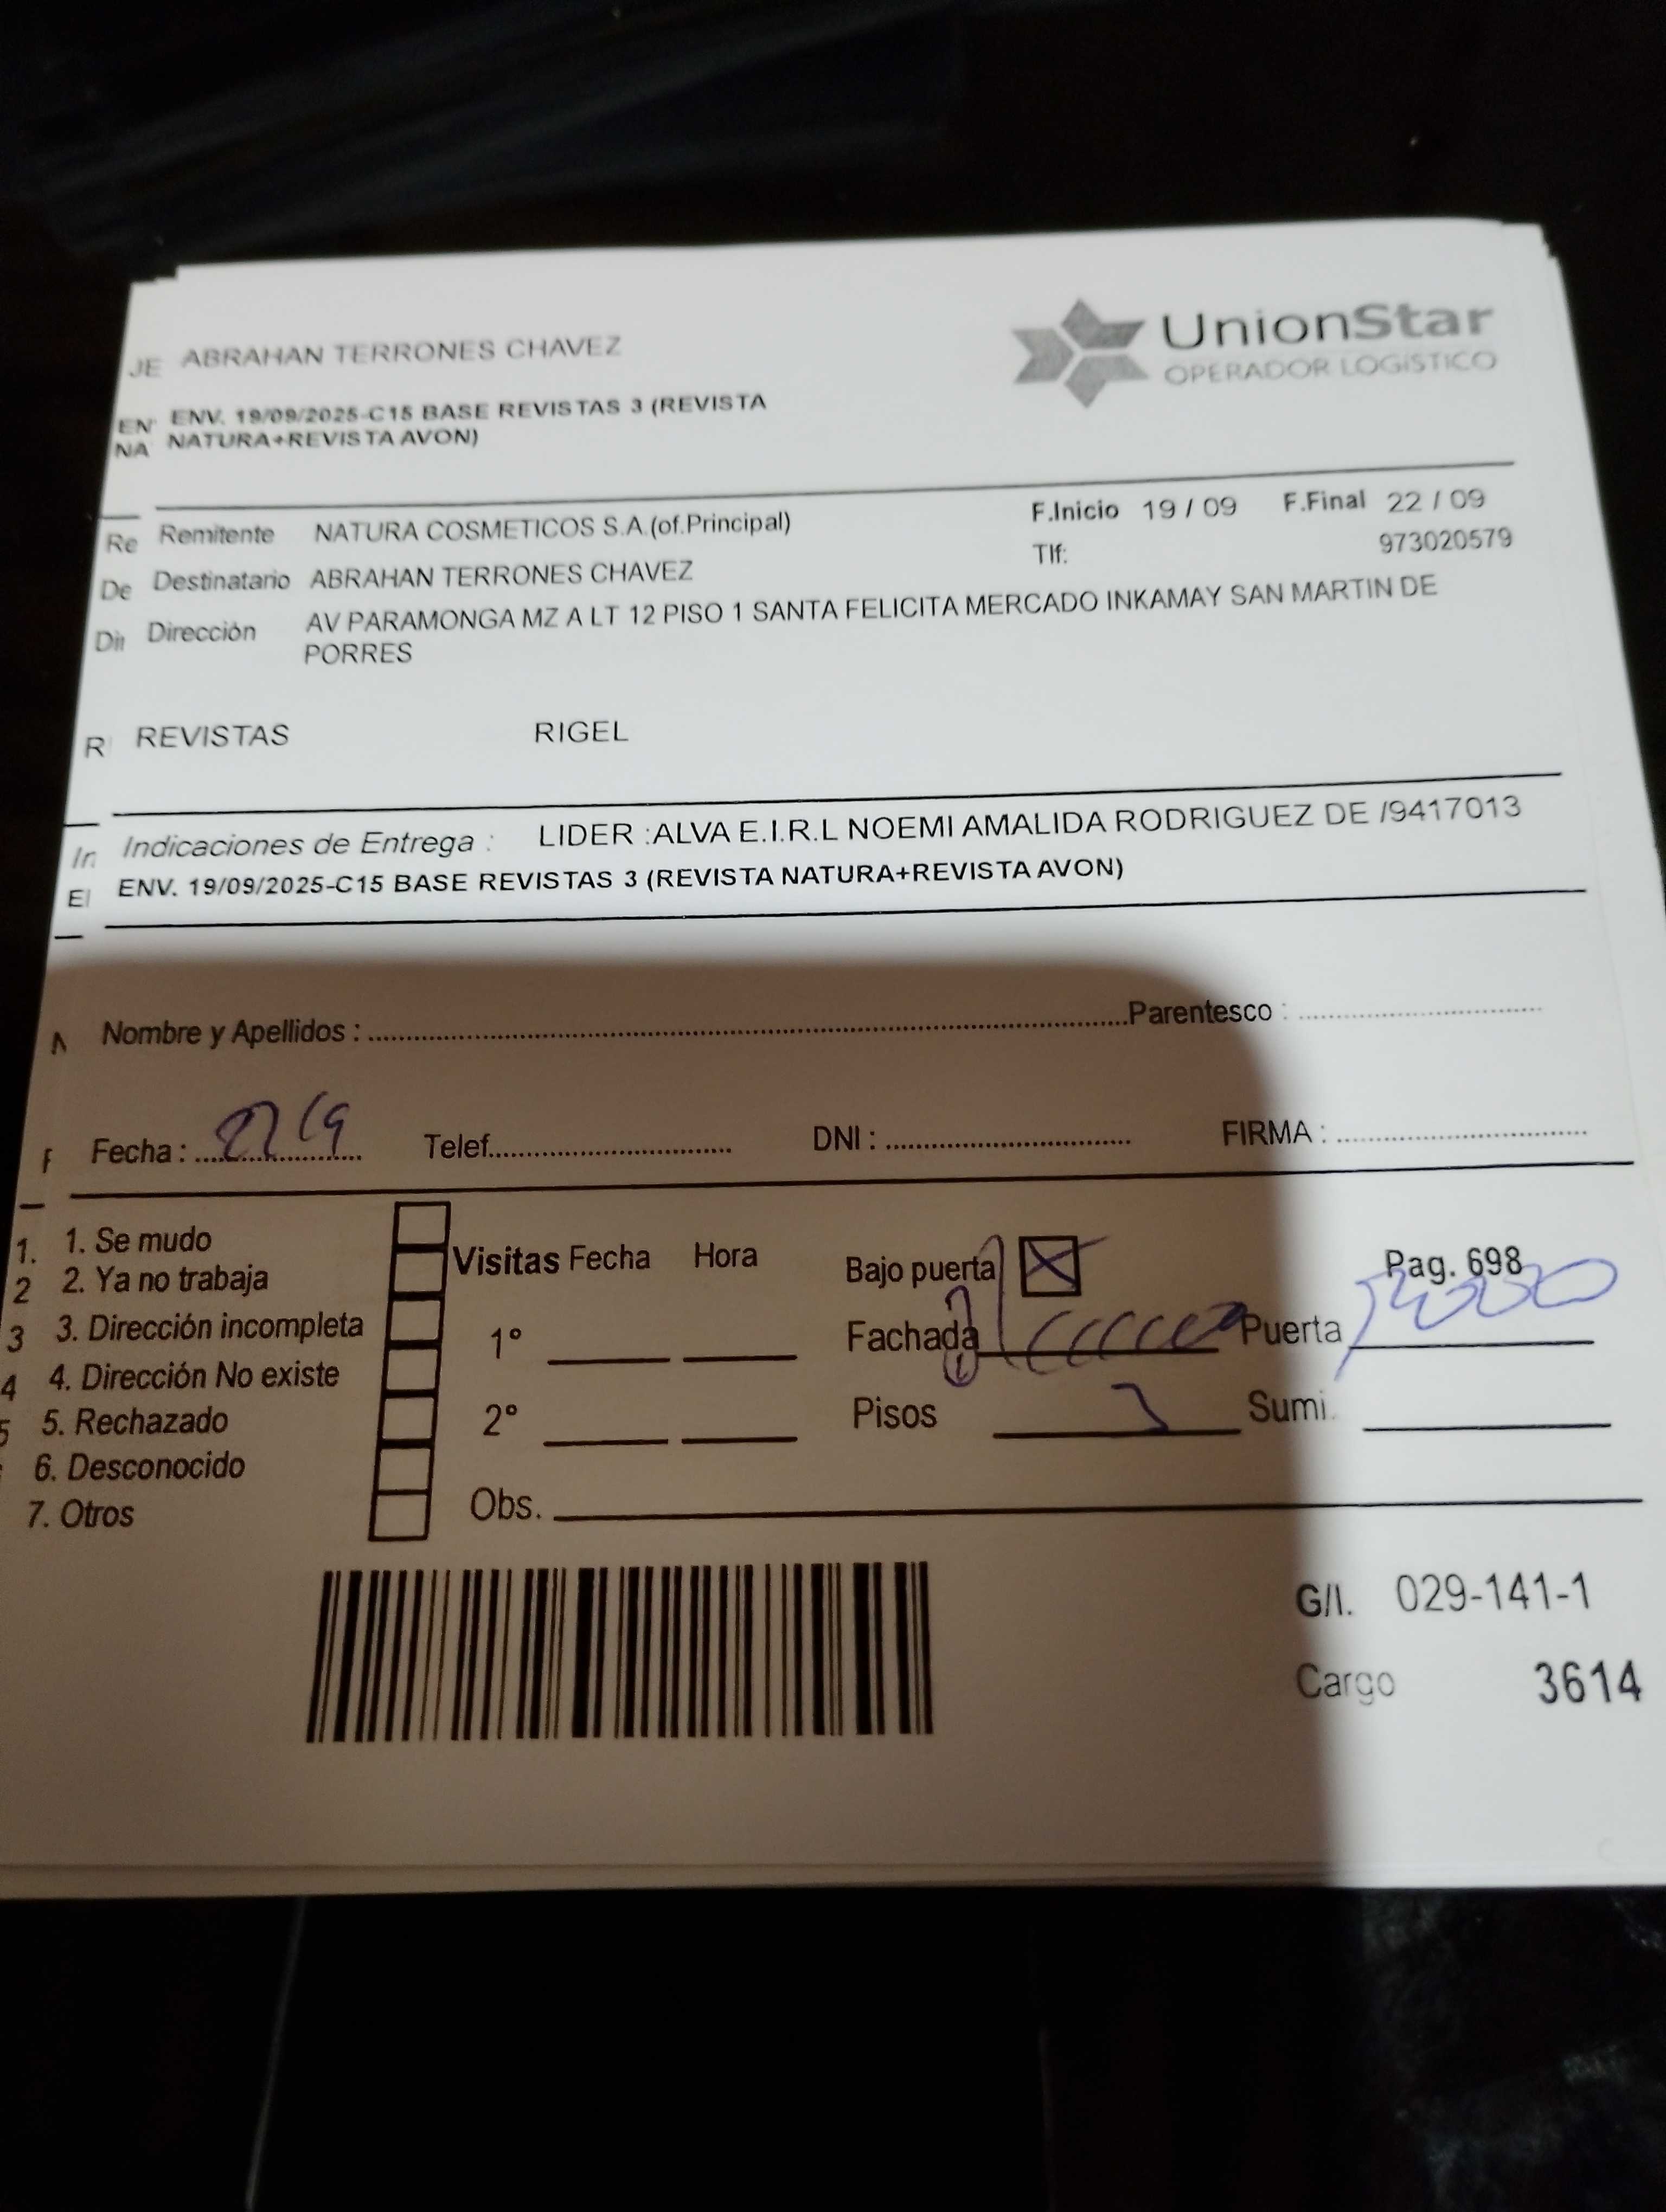 UnionStar
OPERADOR LOGÍSTICO
JE ABRAHAN TERRONES CHAVEZ
EN ENV. 19/09/2025-C15 BASE REVISTAS 3 (REVISTA
NA NATURA+REVISTA AVON)
Re Remitente NATURA COSMETICOS S.A.(of.Principal) F.Inicio 19 / 09 F.Final 22 / 09
Tlf: 973020579
De Destinatario ABRAHAN TERRONES CHAVEZ
Dir Dirección AV PARAMONGA MZ A LT 12 PISO 1 SANTA FELICITA MERCADO INKAMAY SAN MARTIN DE
PORRES
R REVISTAS RIGEL
In Indicaciones de Entrega : LIDER :ALVA E.I.R.L NOEMI AMALIDA RODRIGUEZ DE /9417013
E ENV. 19/09/2025-C15 BASE REVISTAS 3 (REVISTA NATURA+REVISTA AVON)
N Nombre y Apellidos : Parentesco :
F Fecha : Telef. DNI : FIRMA :
1. 1. Se mudo
2 2. Ya no trabaja
3 3. Dirección incompleta
4 4. Dirección No existe
5 5. Rechazado
6. Desconocido
7. Otros
Visitas Fecha Hora
1°
2°
Obs.
Bajo puerta Pag. 698
Fachada Puerta
Pisos Sumi.
G/I. 029-141-1
Cargo 3614